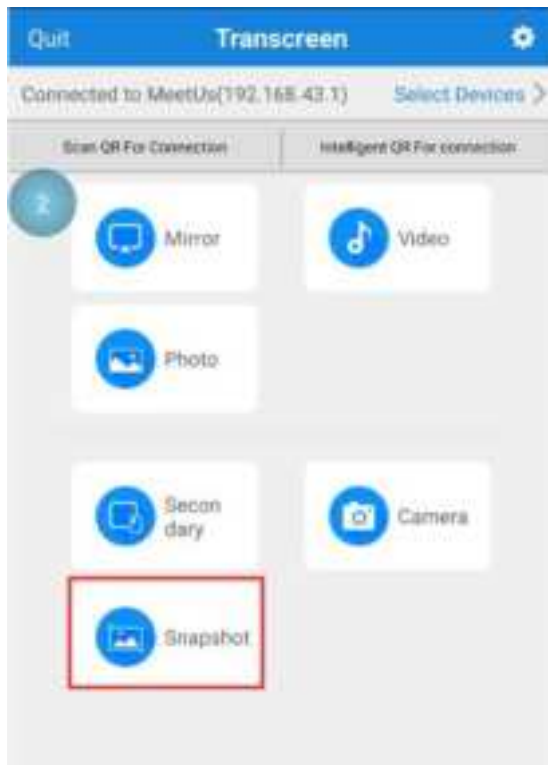 Quit Transcreen
Connected to MeetUs(192.168.43.1) Select Devices >
Scan QR For Connection Intelligent QR For connection
2
Mirror Video
Photo
Secon
dary
Camera
Snapshot